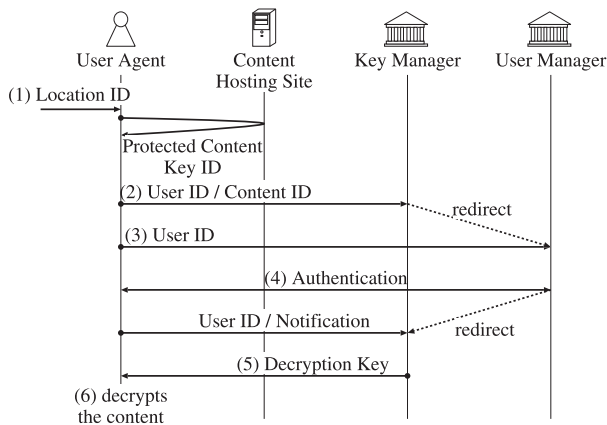 User Agent
Content
Hosting Site
Key Manager
User Manager
(1) Location ID
Protected Content
Key ID
(2) User ID / Content ID
redirect
(3) User ID
(4) Authentication
User ID / Notification
redirect
(5) Decryption Key
(6) decrypts
the content